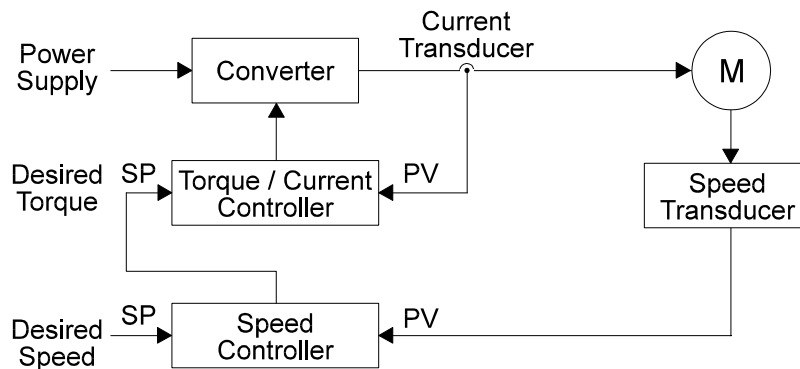 Current
Transducer
Power
Supply
Converter
M
Desired
Torque
SP
Torque / Current
Controller
PV
Speed
Transducer
Desired
Speed
SP
Speed
Controller
PV